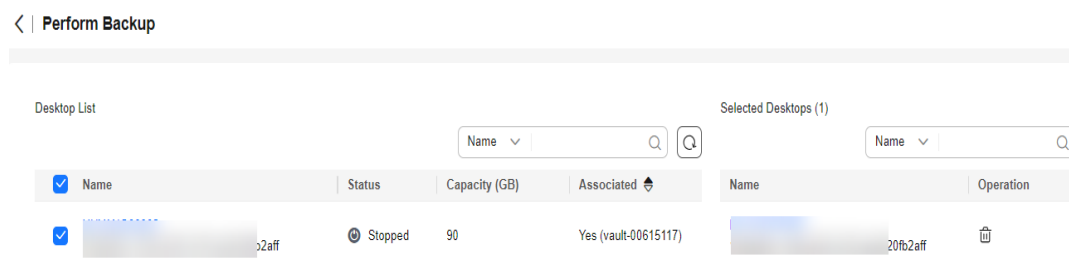 Perform Backup
Desktop List
Selected Desktops (1)
Name
Name
Name Status Capacity (GB) Associated
Name Operation
Stopped 90 Yes (vault-00615117)
b2aff
20fb2aff